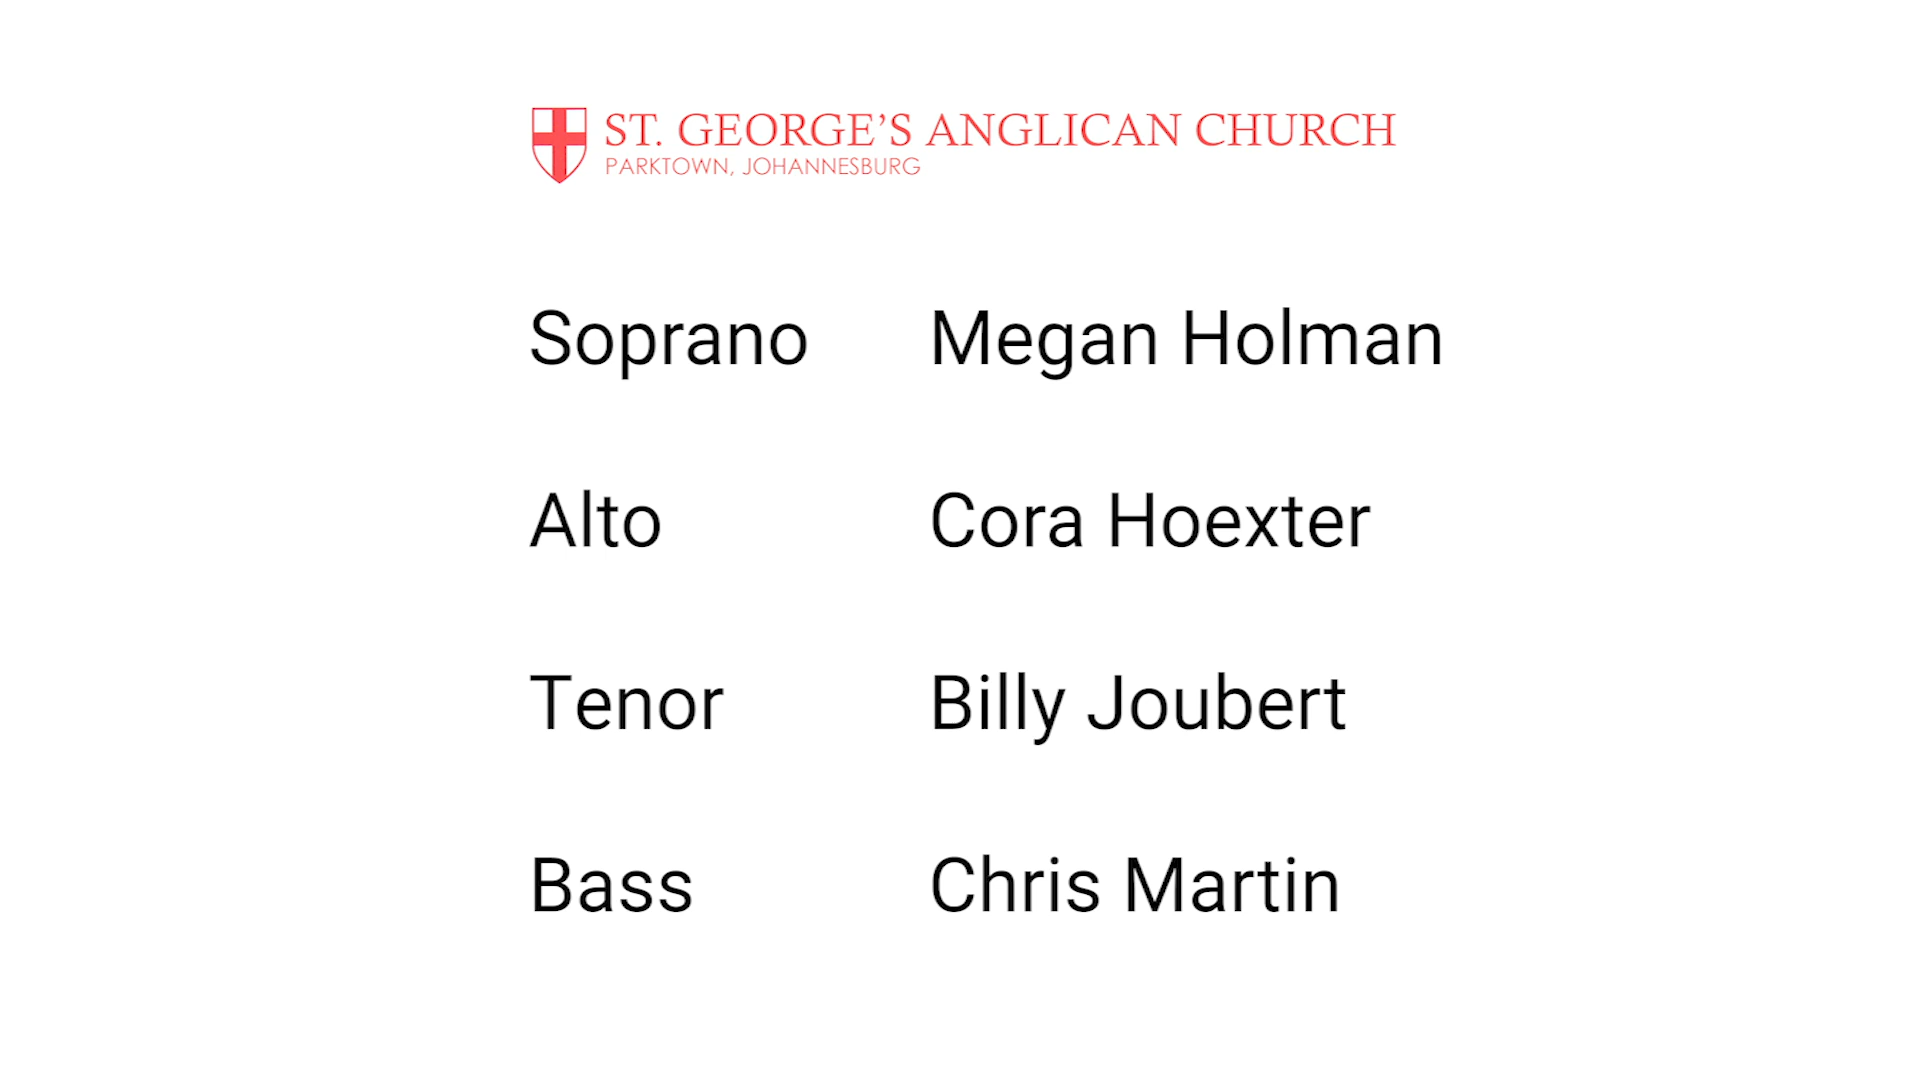 ST. GEORGE’S ANGLICAN CHURCH
PARKTOWN, JOHANNESBURG
Soprano Megan Holman
Alto Cora Hoexter
Tenor Billy Joubert
Bass Chris Martin